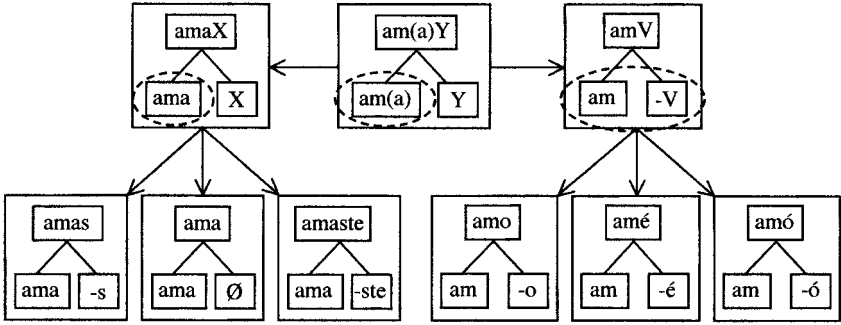 amaX am(a)Y amV
ama X am(a) Y am -V
amas ama amaste amo amé amó
ama -s ama Ø ama -ste am -o am -é am -ó